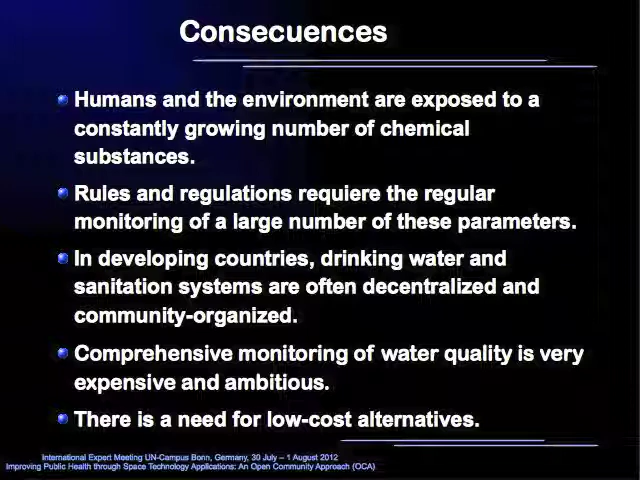 Consecuences
Humans and the environment are exposed to a
constantly growing number of chemical
substances.
Rules and regulations requiere the regular
monitoring of a large number of these parameters.
In developing countries, drinking water and
sanitation systems are often decentralized and
community-organized.
Comprehensive monitoring of water quality is very
expensive and ambitious.
There is a need for low-cost alternatives.
International Expert Meeting UN-Campus Bonn, Germany, 30 July – 1 August 2012
Improving Public Health through Space Technology Applications: An Open Community Approach (OCA)